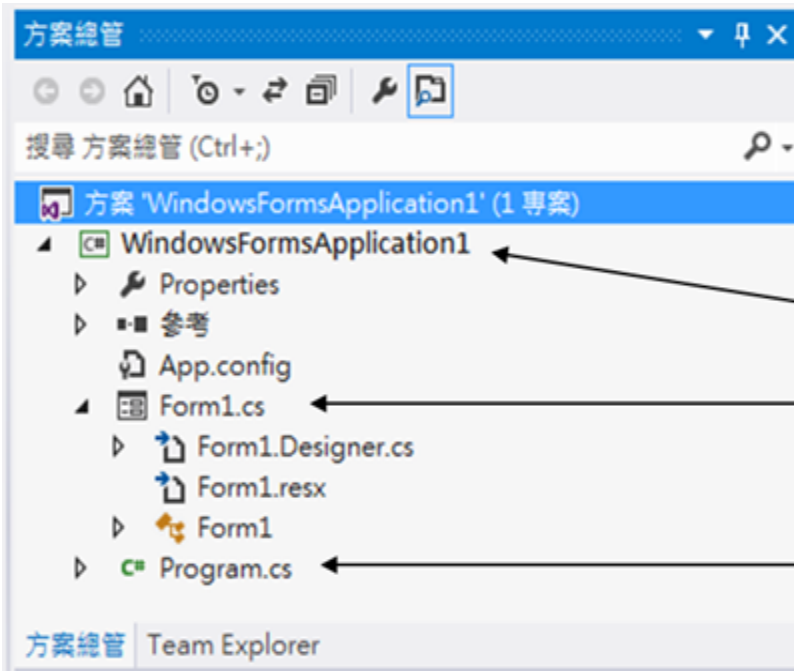 方案總管
搜尋 方案總管 (Ctrl+;)
方案 'WindowsFormsApplication1' (1 專案)
C# WindowsFormsApplication1
Properties
參考
App.config
Form1.cs
Form1.Designer.cs
Form1.resx
Form1
C# Program.cs
方案總管 Team Explorer